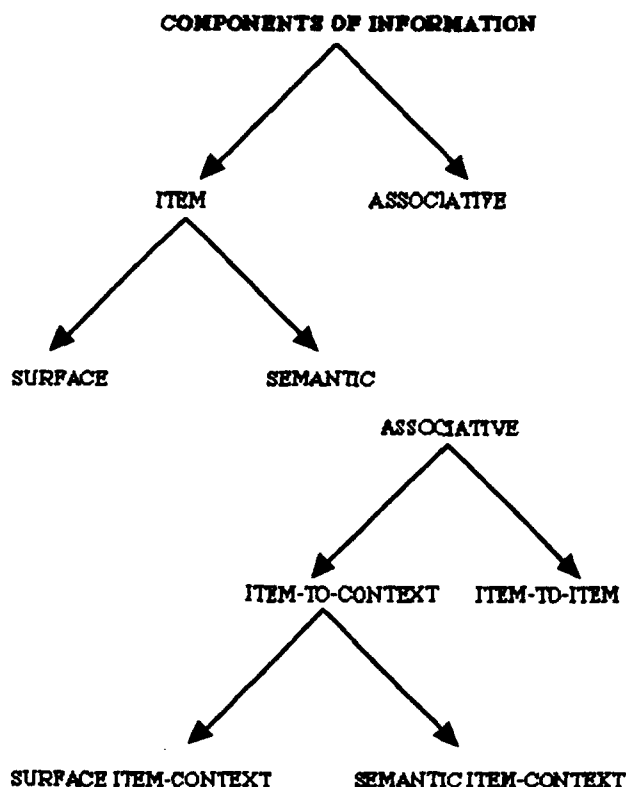 COMPONENTS OF INFORMATION
ITEM ASSOCIATIVE
SURFACE SEMANTIC
ASSOCIATIVE
ITEM-TO-CONTEXT ITEM-TO-ITEM
SURFACE ITEM-CONTEXT SEMANTIC ITEM-CONTEXT